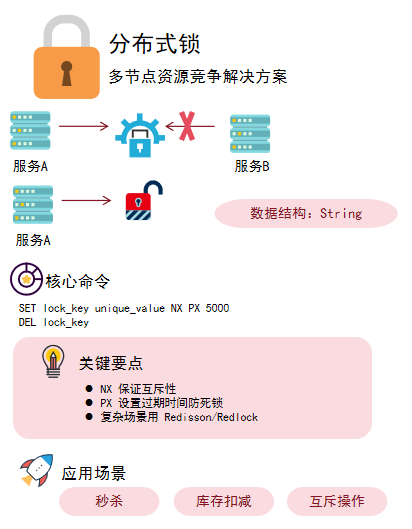 分布式锁
多节点资源竞争解决方案
服务A
服务B
服务A
数据结构：String
核心命令
SET lock_key unique_value NX PX 5000
DEL lock_key
关键要点
● NX 保证互斥性
● PX 设置过期时间防死锁
● 复杂场景用 Redisson/Redlock
应用场景
秒杀
库存扣减
互斥操作